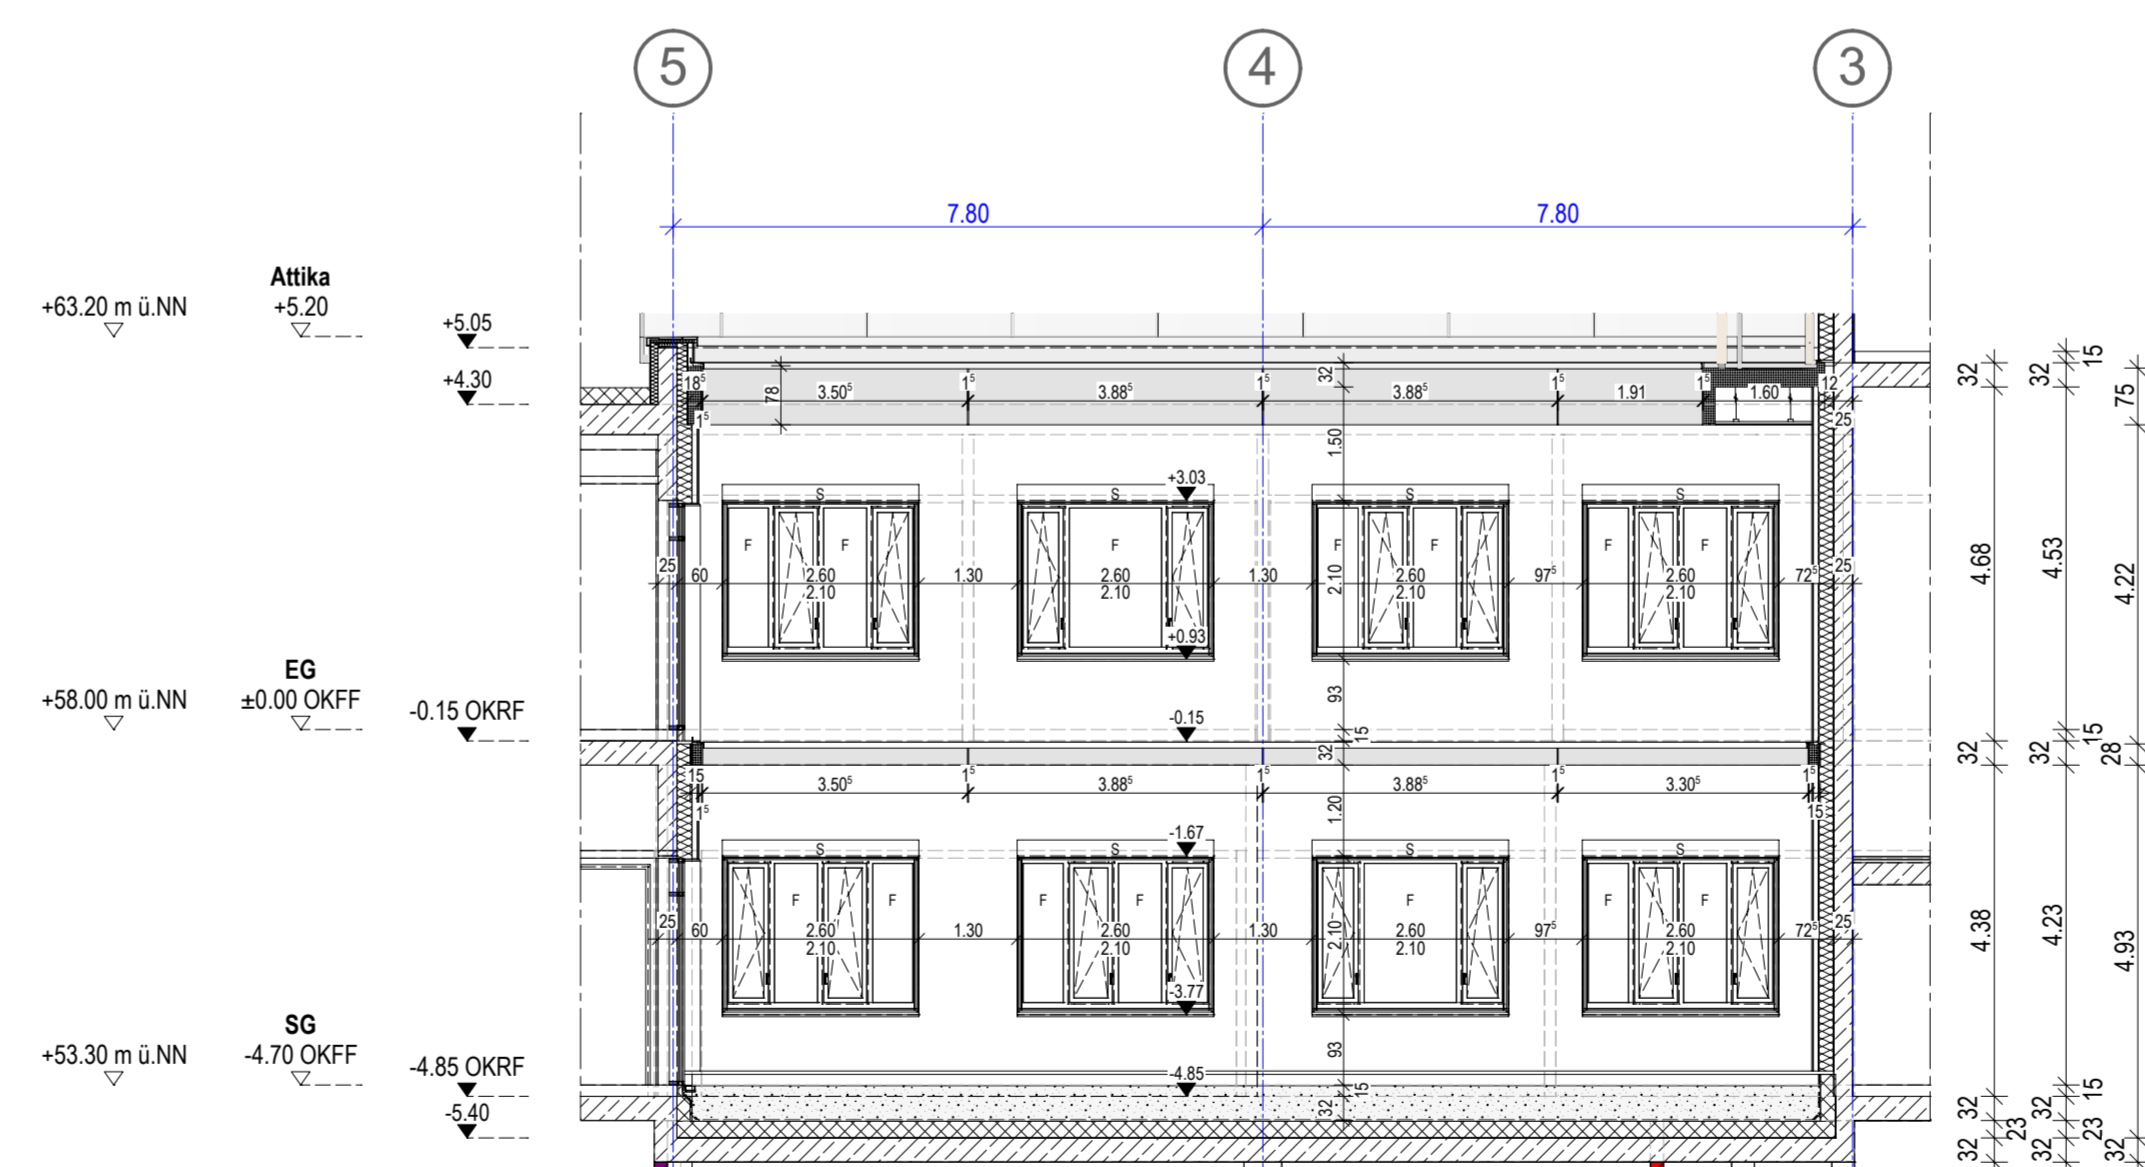 5 4 3
7.80 7.80
Attika
+63.20 m ü.NN +5.20
+5.05
+4.30
18⁵ 3.50⁵ 1⁵ 3.88⁵ 1⁵ 3.88⁵ 1⁵ 1.91 1⁵ 1.60 12
78 32
1⁵ 25
1.50
S S S S
+3.03
F F F F F F F
25 60 2.60 1.30 2.60 1.30 2.60 97⁵ 2.60 72⁵ 25
2.10 2.10 2.10 2.10 2.10
+0.93
93
EG
+58.00 m ü.NN ±0.00 OKFF -0.15 OKRF
-0.15
15
32
15 3.50⁵ 1⁵ 3.88⁵ 1⁵ 3.88⁵ 1⁵ 3.30⁵ 1⁵
1⁵ 15
1.20
-1.67
S S S S
F F F F F F F
25 60 2.60 1.30 2.60 1.30 2.60 97⁵ 2.60 72⁵ 25
2.10 2.10 2.10 2.10 2.10
-3.77
93
SG
+53.30 m ü.NN -4.70 OKFF -4.85 OKRF
-4.85
15
-5.40
32
32 4.68 32 4.38 32 32
15 32 4.53 15 32 4.23 15 32 23 32
23
75 4.22 28 4.93 32